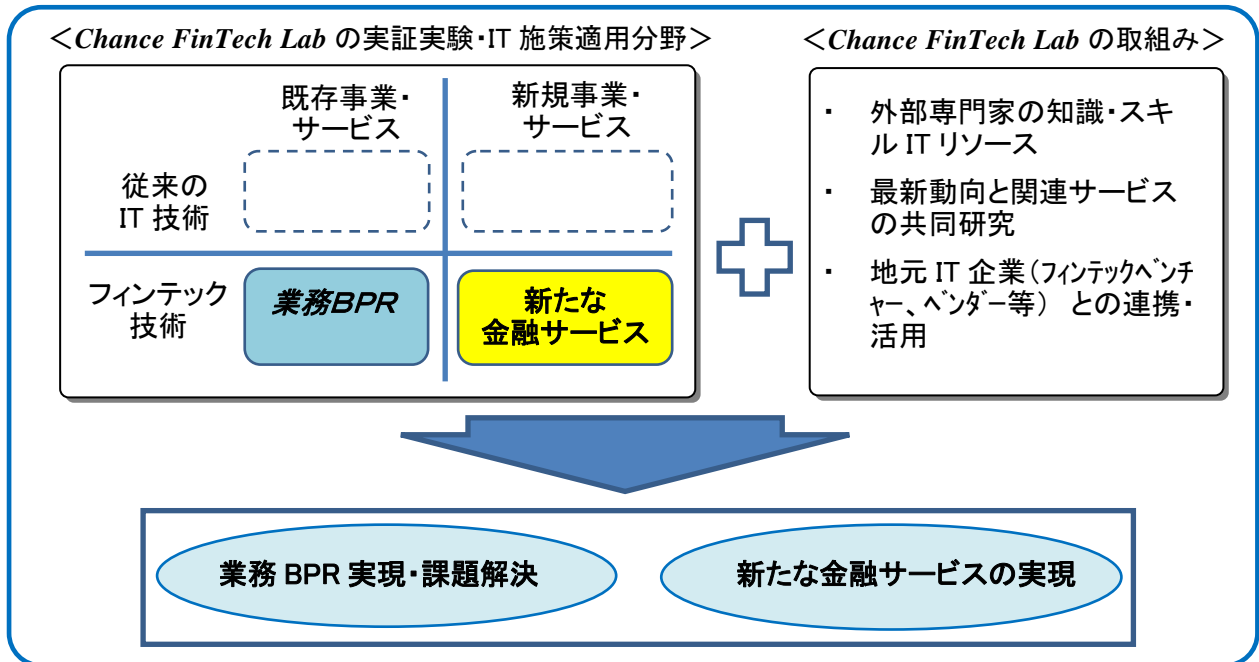 ＜Chance FinTech Lab の実証実験・IT 施策適用分野＞
既存事業・
サービス
新規事業・
サービス
従来の
IT 技術
フィンテック
技術
業務BPR
新たな
金融サービス
＜Chance FinTech Lab の取組み＞
・ 外部専門家の知識・スキ
ル IT リソース
・ 最新動向と関連サービス
の共同研究
・ 地元 IT 企業（ﾌｨﾝﾃｯｸﾍﾞﾝﾁ
ｬｰ、ﾍﾞﾝﾀﾞｰ等） との連携・
活用
業務 BPR 実現・課題解決
新たな金融サービスの実現